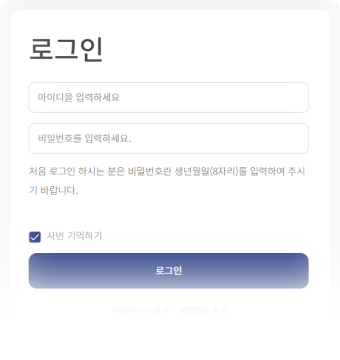 로그인
아이디을 입력하세요
비밀번호를 입력하세요.
처음 로그인 하시는 분은 비밀번호란 생년월일(8자리)를 입력하여 주시
기 바랍니다.
사번 기억하기
로그인